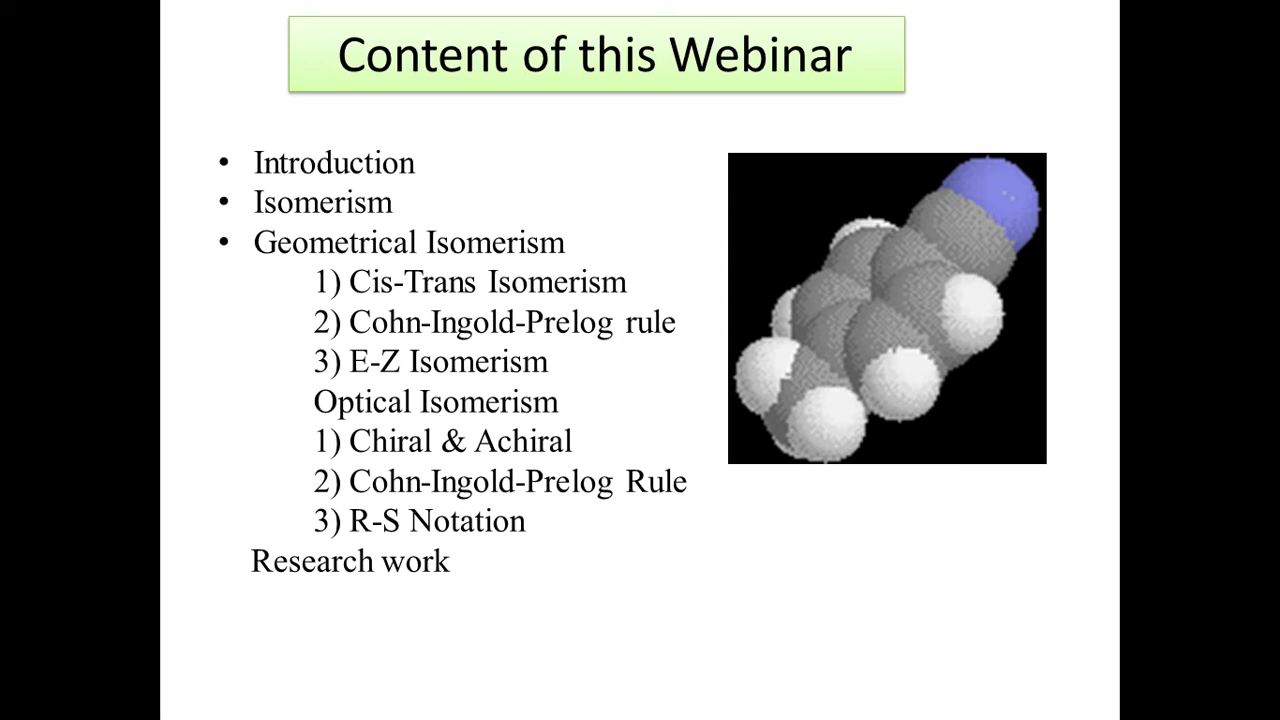 Content of this Webinar
• Introduction
• Isomerism
• Geometrical Isomerism
1) Cis-Trans Isomerism
2) Cohn-Ingold-Prelog rule
3) E-Z Isomerism
Optical Isomerism
1) Chiral & Achiral
2) Cohn-Ingold-Prelog Rule
3) R-S Notation
Research work